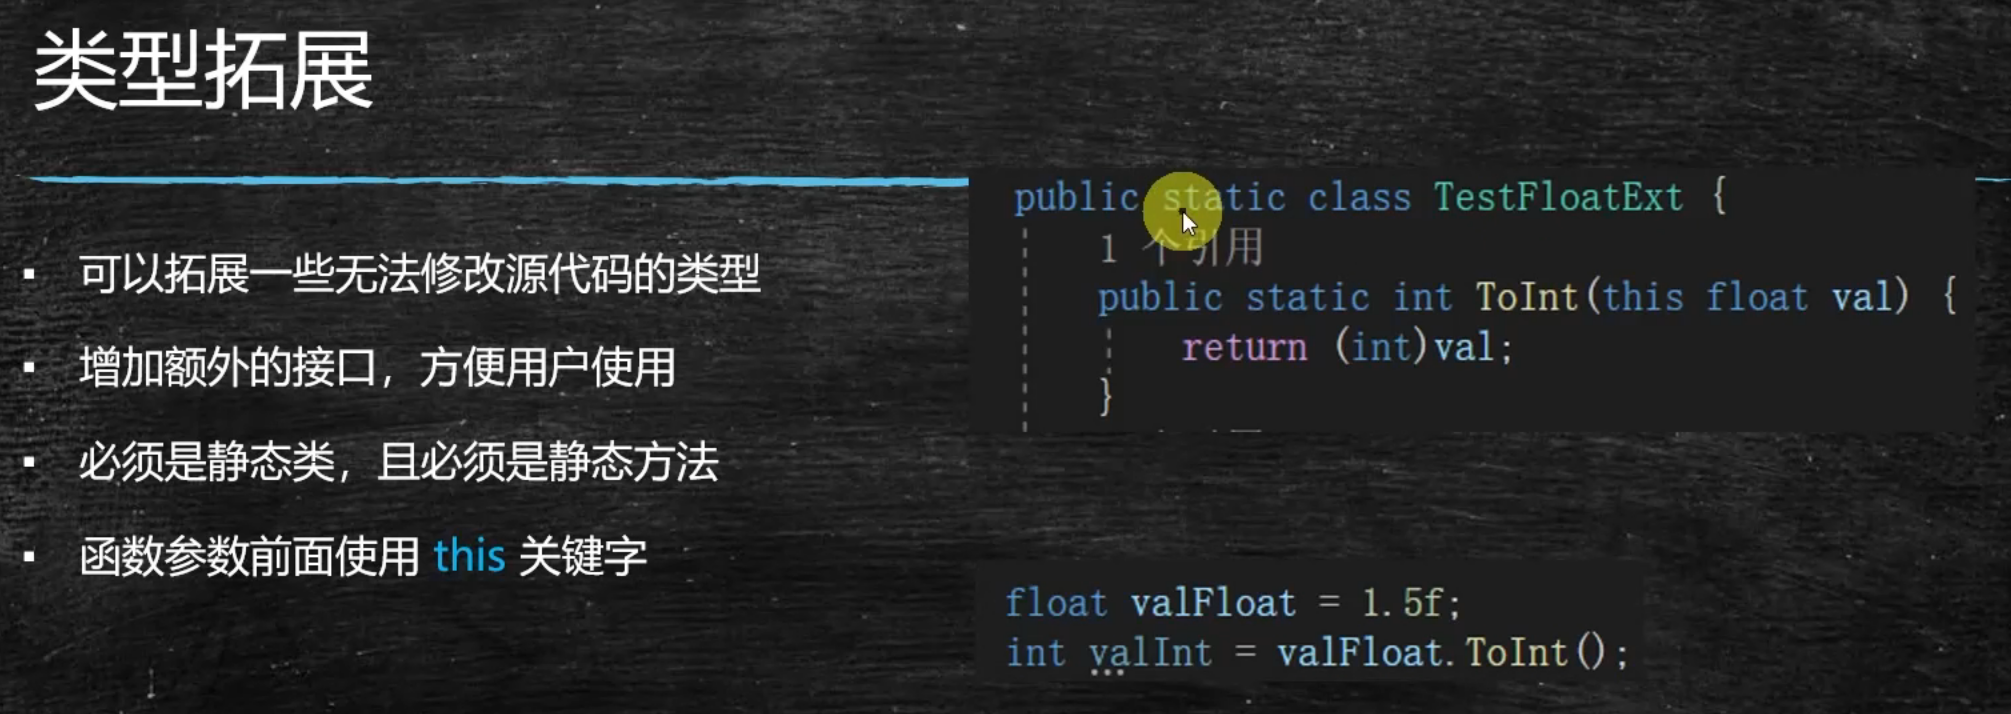 类型拓展
▪ 可以拓展一些无法修改源代码的类型
▪ 增加额外的接口，方便用户使用
▪ 必须是静态类，且必须是静态方法
▪ 函数参数前面使用 this 关键字
public static class TestFloatExt {
1 个引用
public static int ToInt(this float val) {
return (int)val;
}
float valFloat = 1.5f;
int valInt = valFloat.ToInt();